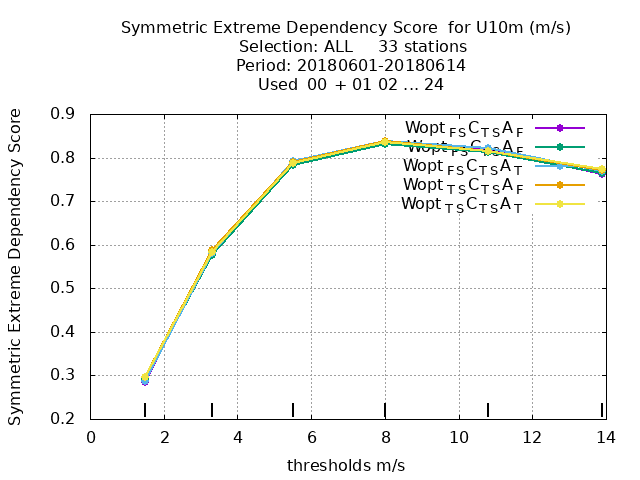 Symmetric Extreme Dependency Score for U10m (m/s)
Selection: ALL 33 stations
Period: 20180601-20180614
Used 00 + 01 02 ... 24
Symmetric Extreme Dependency Score
0.9
0.8
0.7
0.6
0.5
0.4
0.3
0.2
Wopt FS C TS A F
Wopt FS C TS A F
Wopt FS C TS A T
Wopt TS C TS A F
Wopt TS C TS A T
0 2 4 6 8 10 12 14
thresholds m/s